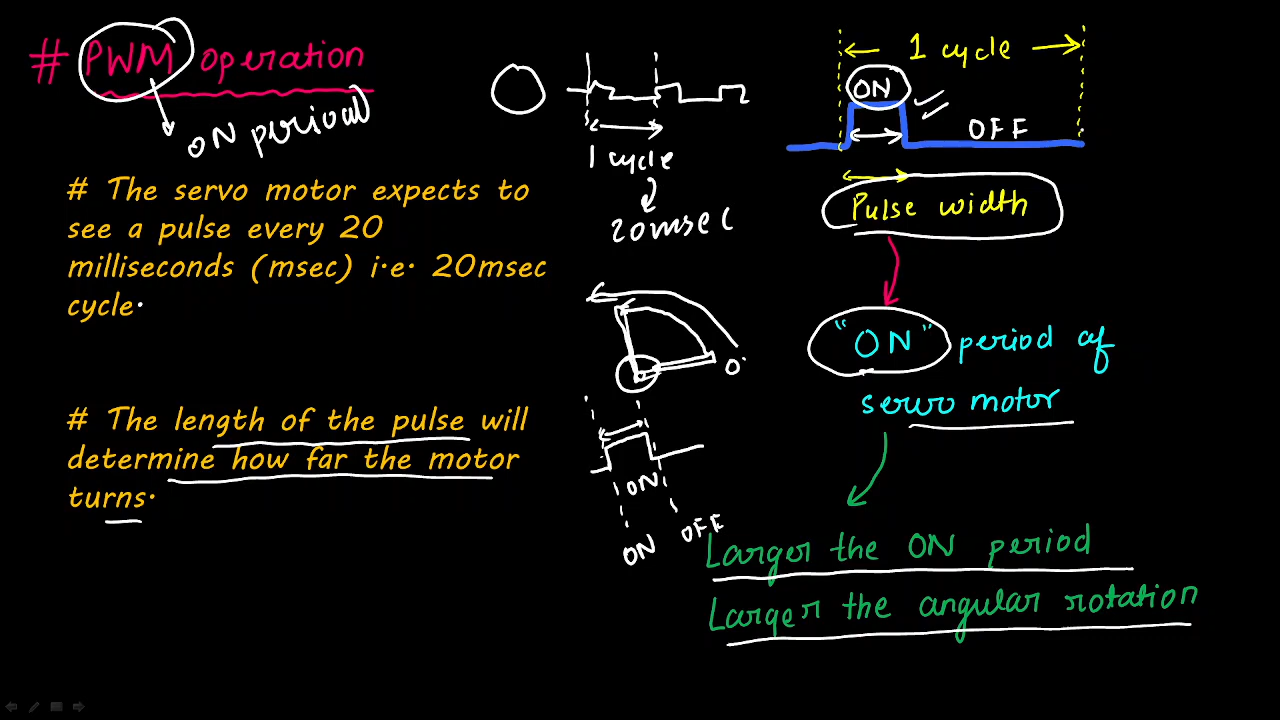 # PWM operation
ON period
# The servo motor expects to
see a pulse every 20
milliseconds (msec) i.e. 20msec
cycle.
# The length of the pulse will
determine how far the motor
turns.
1 cycle
20msec
0°
ON
ON
OFF
1 cycle
ON
OFF
Pulse width
"ON" period of
servo motor
Larger the ON period
Larger the angular rotation